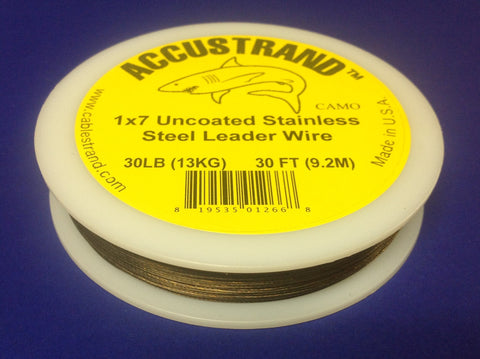 ACCUSTRAND™
CAMO
1x7 Uncoated Stainless
Steel Leader Wire
30LB (13KG) 30 FT (9.2M)
8 19535 01266 8
www.cablestrand.com
Made in U.S.A